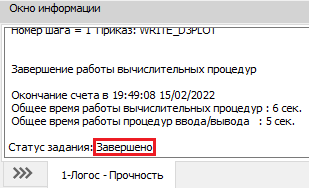 Окно информации
Номер шага = 1 Приказ: WRITE_D3PLOT
Завершение работы вычислительных процедур
Окончание счета в 19:49:08 15/02/2022
Общее время работы вычислительных процедур : 6 сек.
Общее время работы процедур ввода/вывода : 5 сек.
Статус задания: Завершено
1-Логос - Прочность